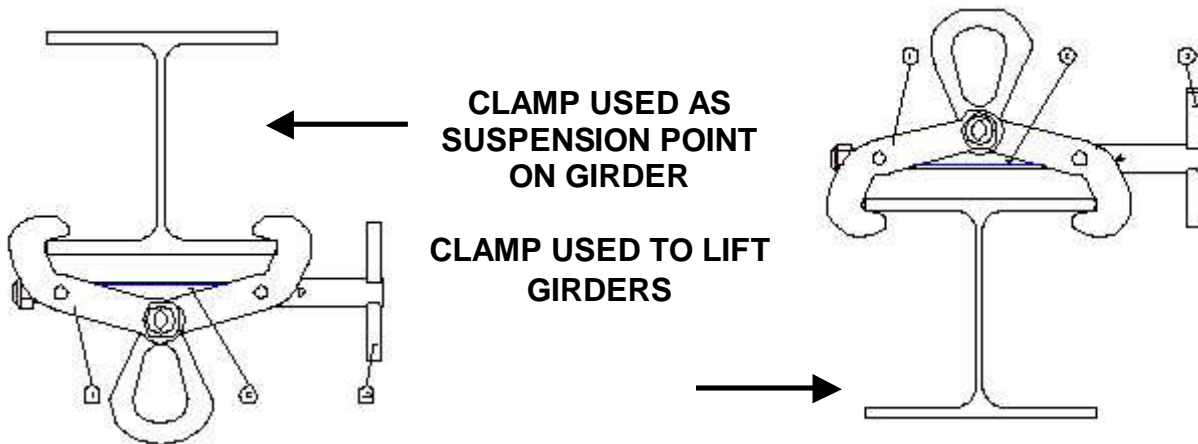 CLAMP USED AS
SUSPENSION POINT
ON GIRDER
CLAMP USED TO LIFT
GIRDERS